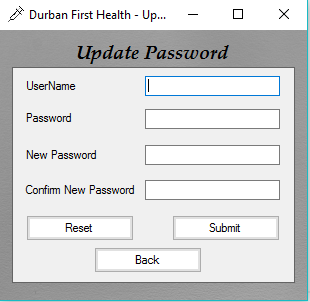 Durban First Health - Up...
Update Password
UserName
Password
New Password
Confirm New Password
Reset Submit
Back